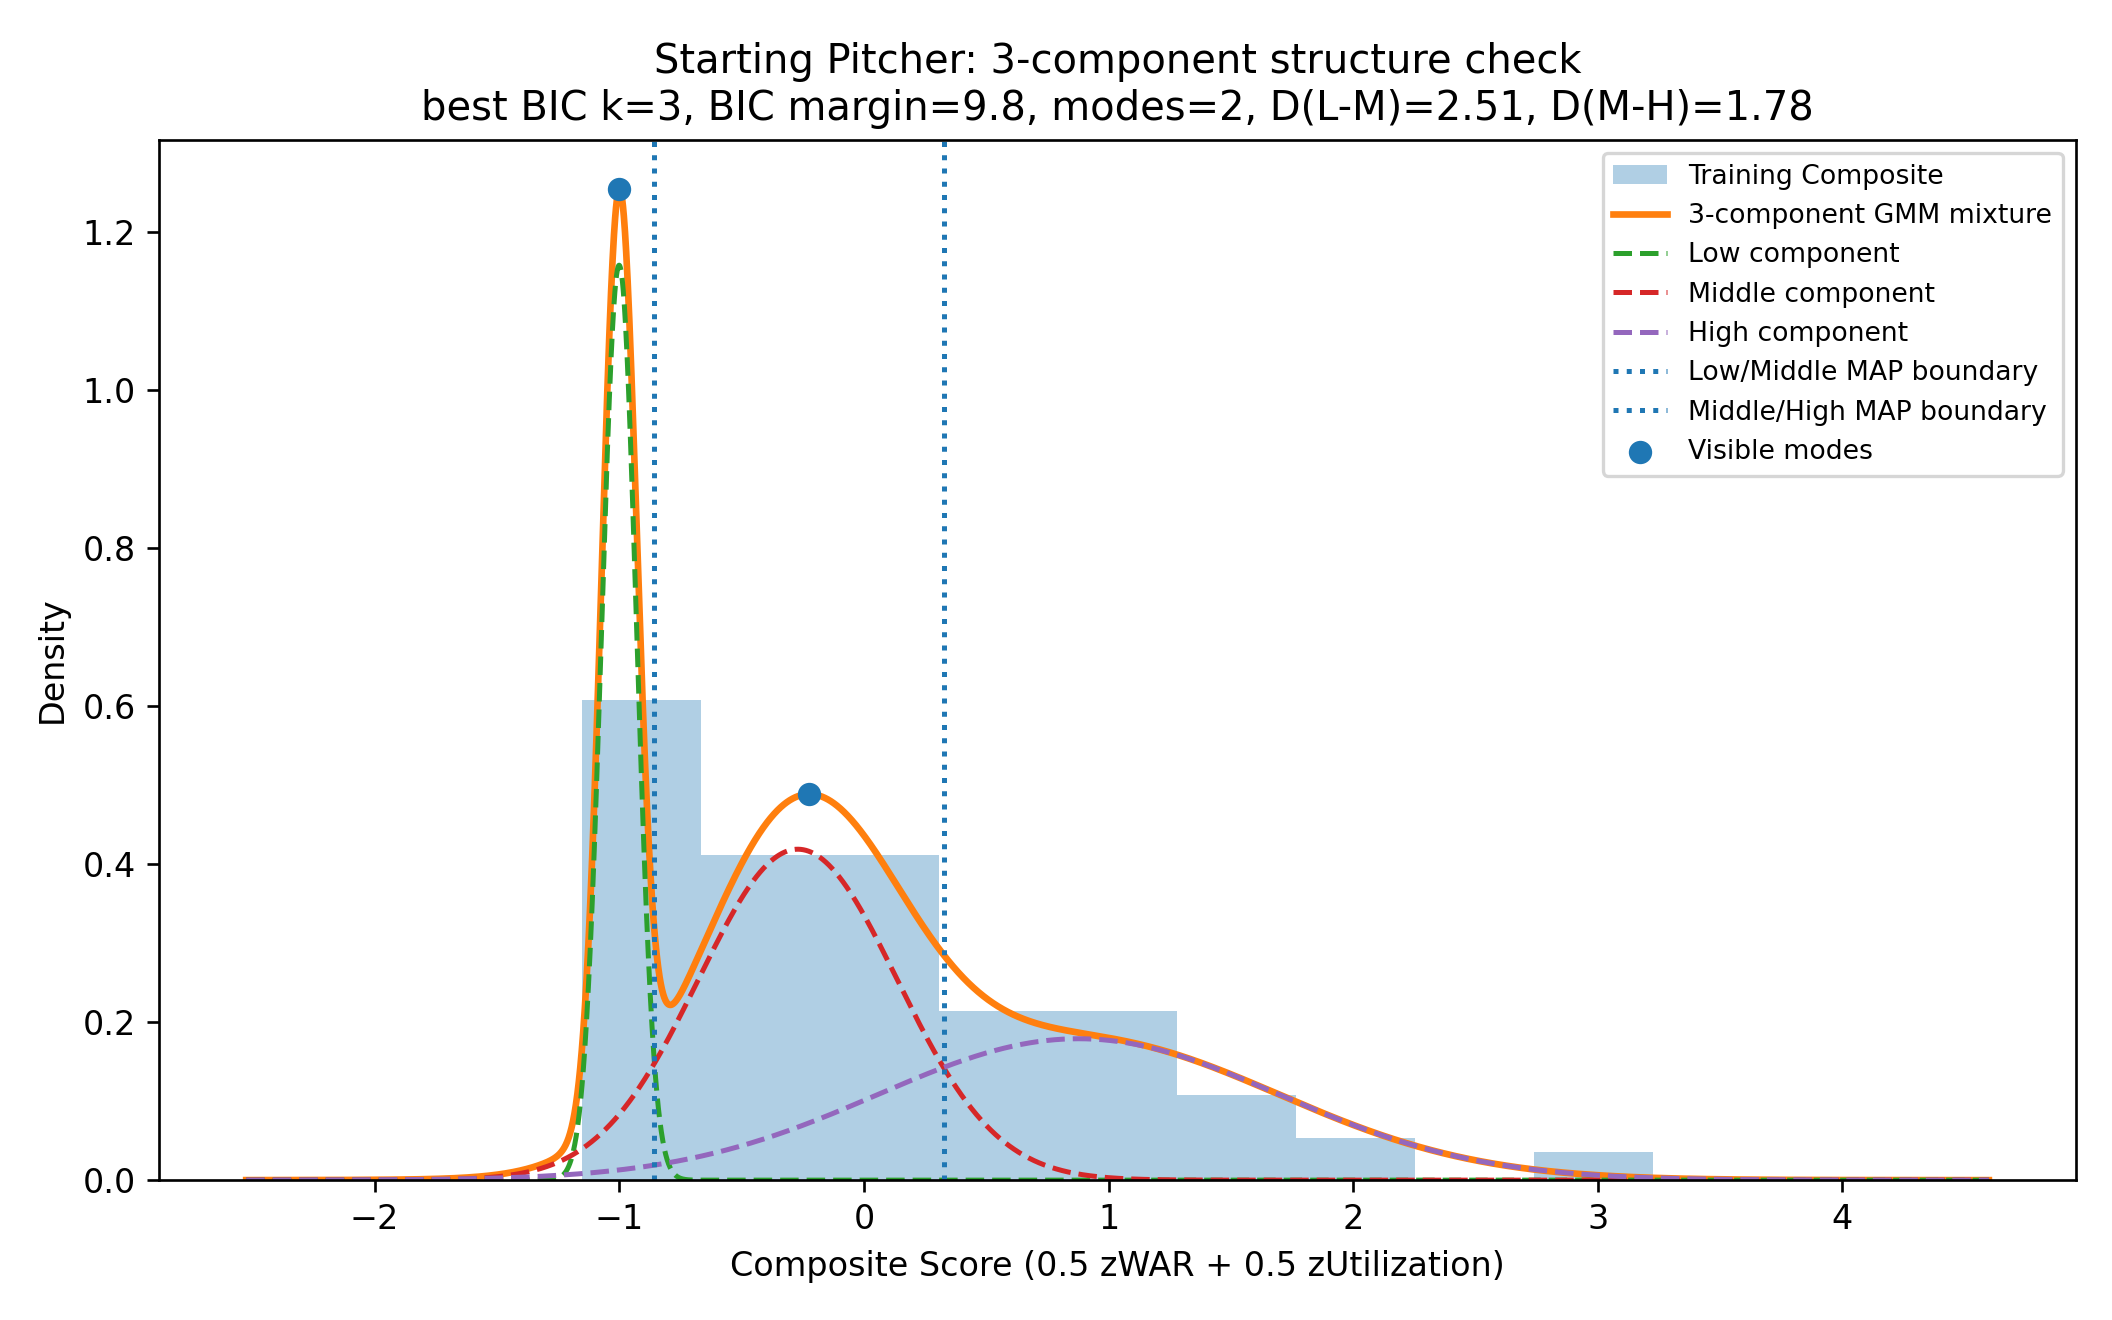 Starting Pitcher: 3-component structure check
best BIC k=3, BIC margin=9.8, modes=2, D(L-M)=2.51, D(M-H)=1.78
Training Composite
3-component GMM mixture
Low component
Middle component
High component
Low/Middle MAP boundary
Middle/High MAP boundary
Visible modes
Density
1.2
1.0
0.8
0.6
0.4
0.2
0.0
−2 −1 0 1 2 3 4
Composite Score (0.5 zWAR + 0.5 zUtilization)